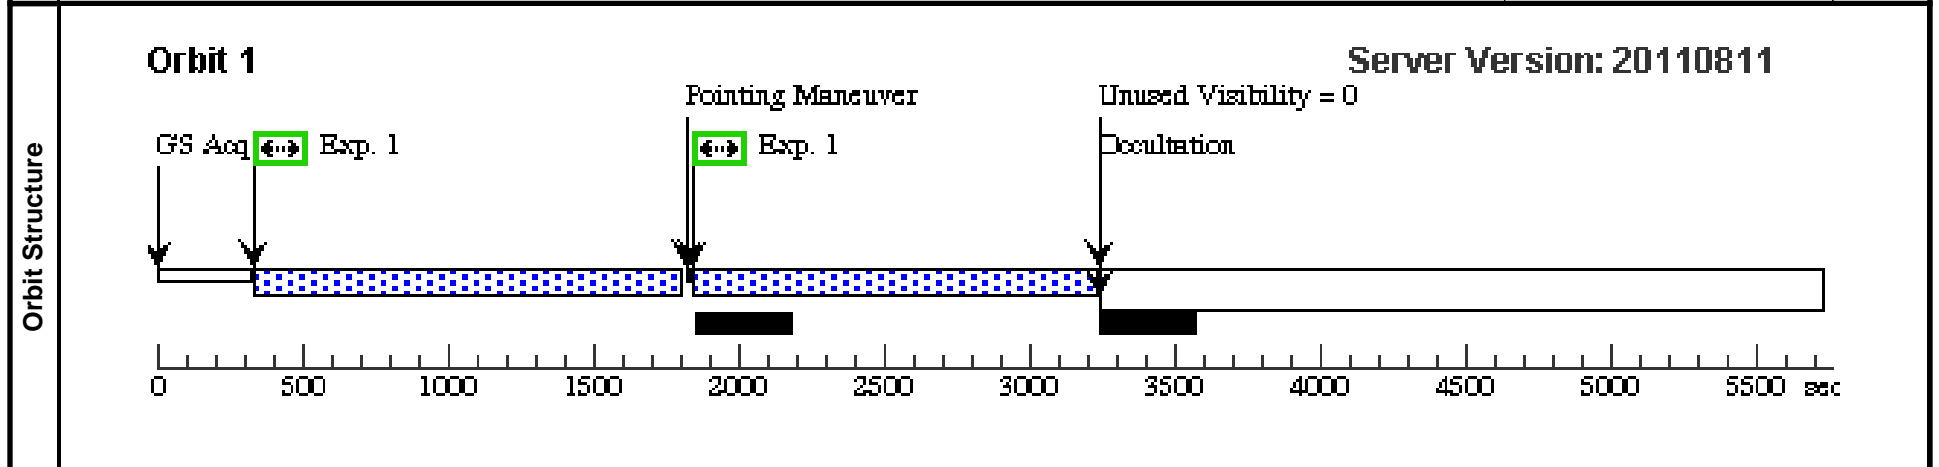 Orbit Structure
Orbit 1
Server Version: 20110811
Pointing Maneuver
Unused Visibility = 0
GS Acq
Exp. 1
Exp. 1
Occultation
0 500 1000 1500 2000 2500 3000 3500 4000 4500 5000 5500 sec